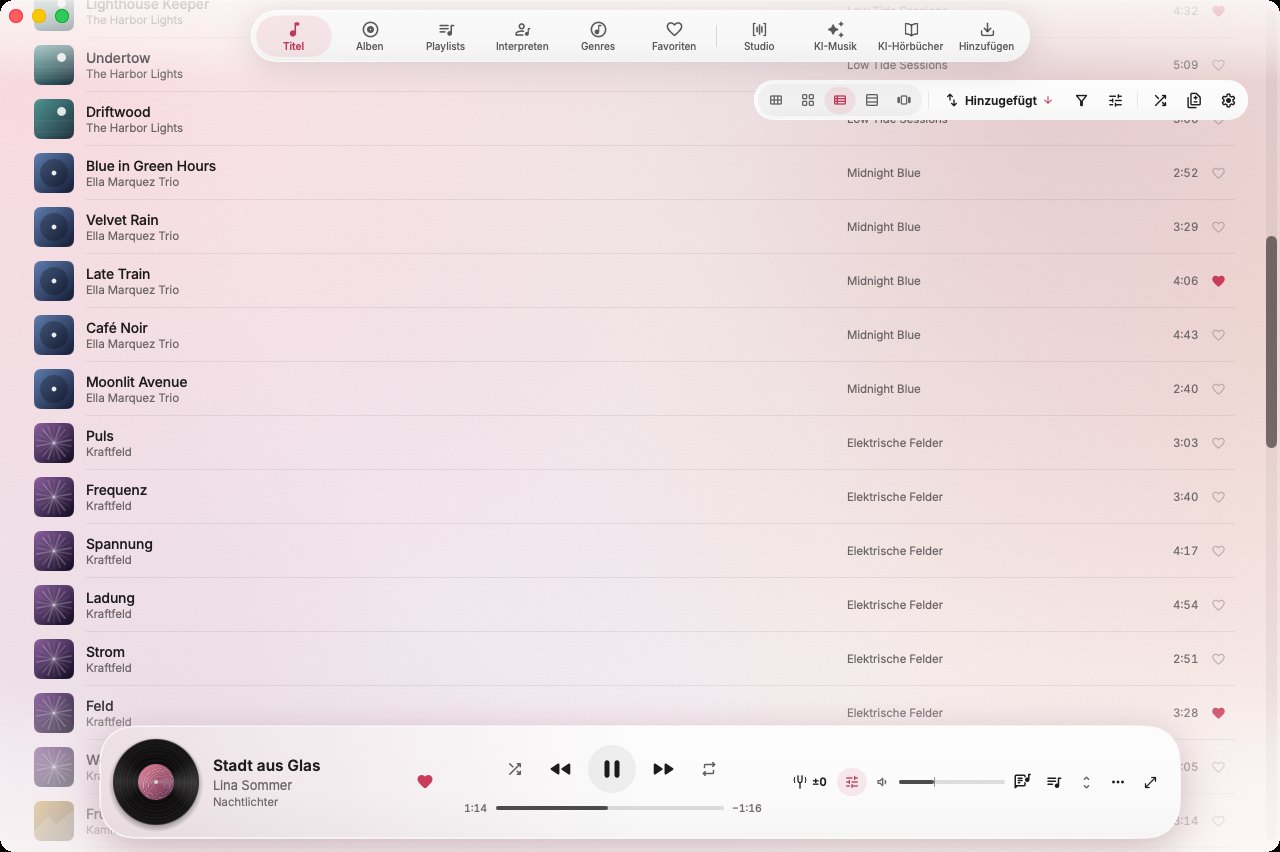 Lighthouse Keeper
The Harbor Lights
4:32
Titel
Alben
Playlists
Interpreten
Genres
Favoriten
Studio
KI-Musik
KI-Hörbücher
Hinzufügen
Undertow
The Harbor Lights
Low Tide Sessions
5:09
Hinzugefügt
Driftwood
The Harbor Lights
Low Tide Sessions
Blue in Green Hours
Ella Marquez Trio
Midnight Blue
2:52
Velvet Rain
Ella Marquez Trio
Midnight Blue
3:29
Late Train
Ella Marquez Trio
Midnight Blue
4:06
Café Noir
Ella Marquez Trio
Midnight Blue
4:43
Moonlit Avenue
Ella Marquez Trio
Midnight Blue
2:40
Puls
Kraftfeld
Elektrische Felder
3:03
Frequenz
Kraftfeld
Elektrische Felder
3:40
Spannung
Kraftfeld
Elektrische Felder
4:17
Ladung
Kraftfeld
Elektrische Felder
4:54
Strom
Kraftfeld
Elektrische Felder
2:51
Feld
Kraftfeld
Elektrische Felder
3:28
Stadt aus Glas
Lina Sommer
Nachtlichter
1:14
−1:16
±0
3:14